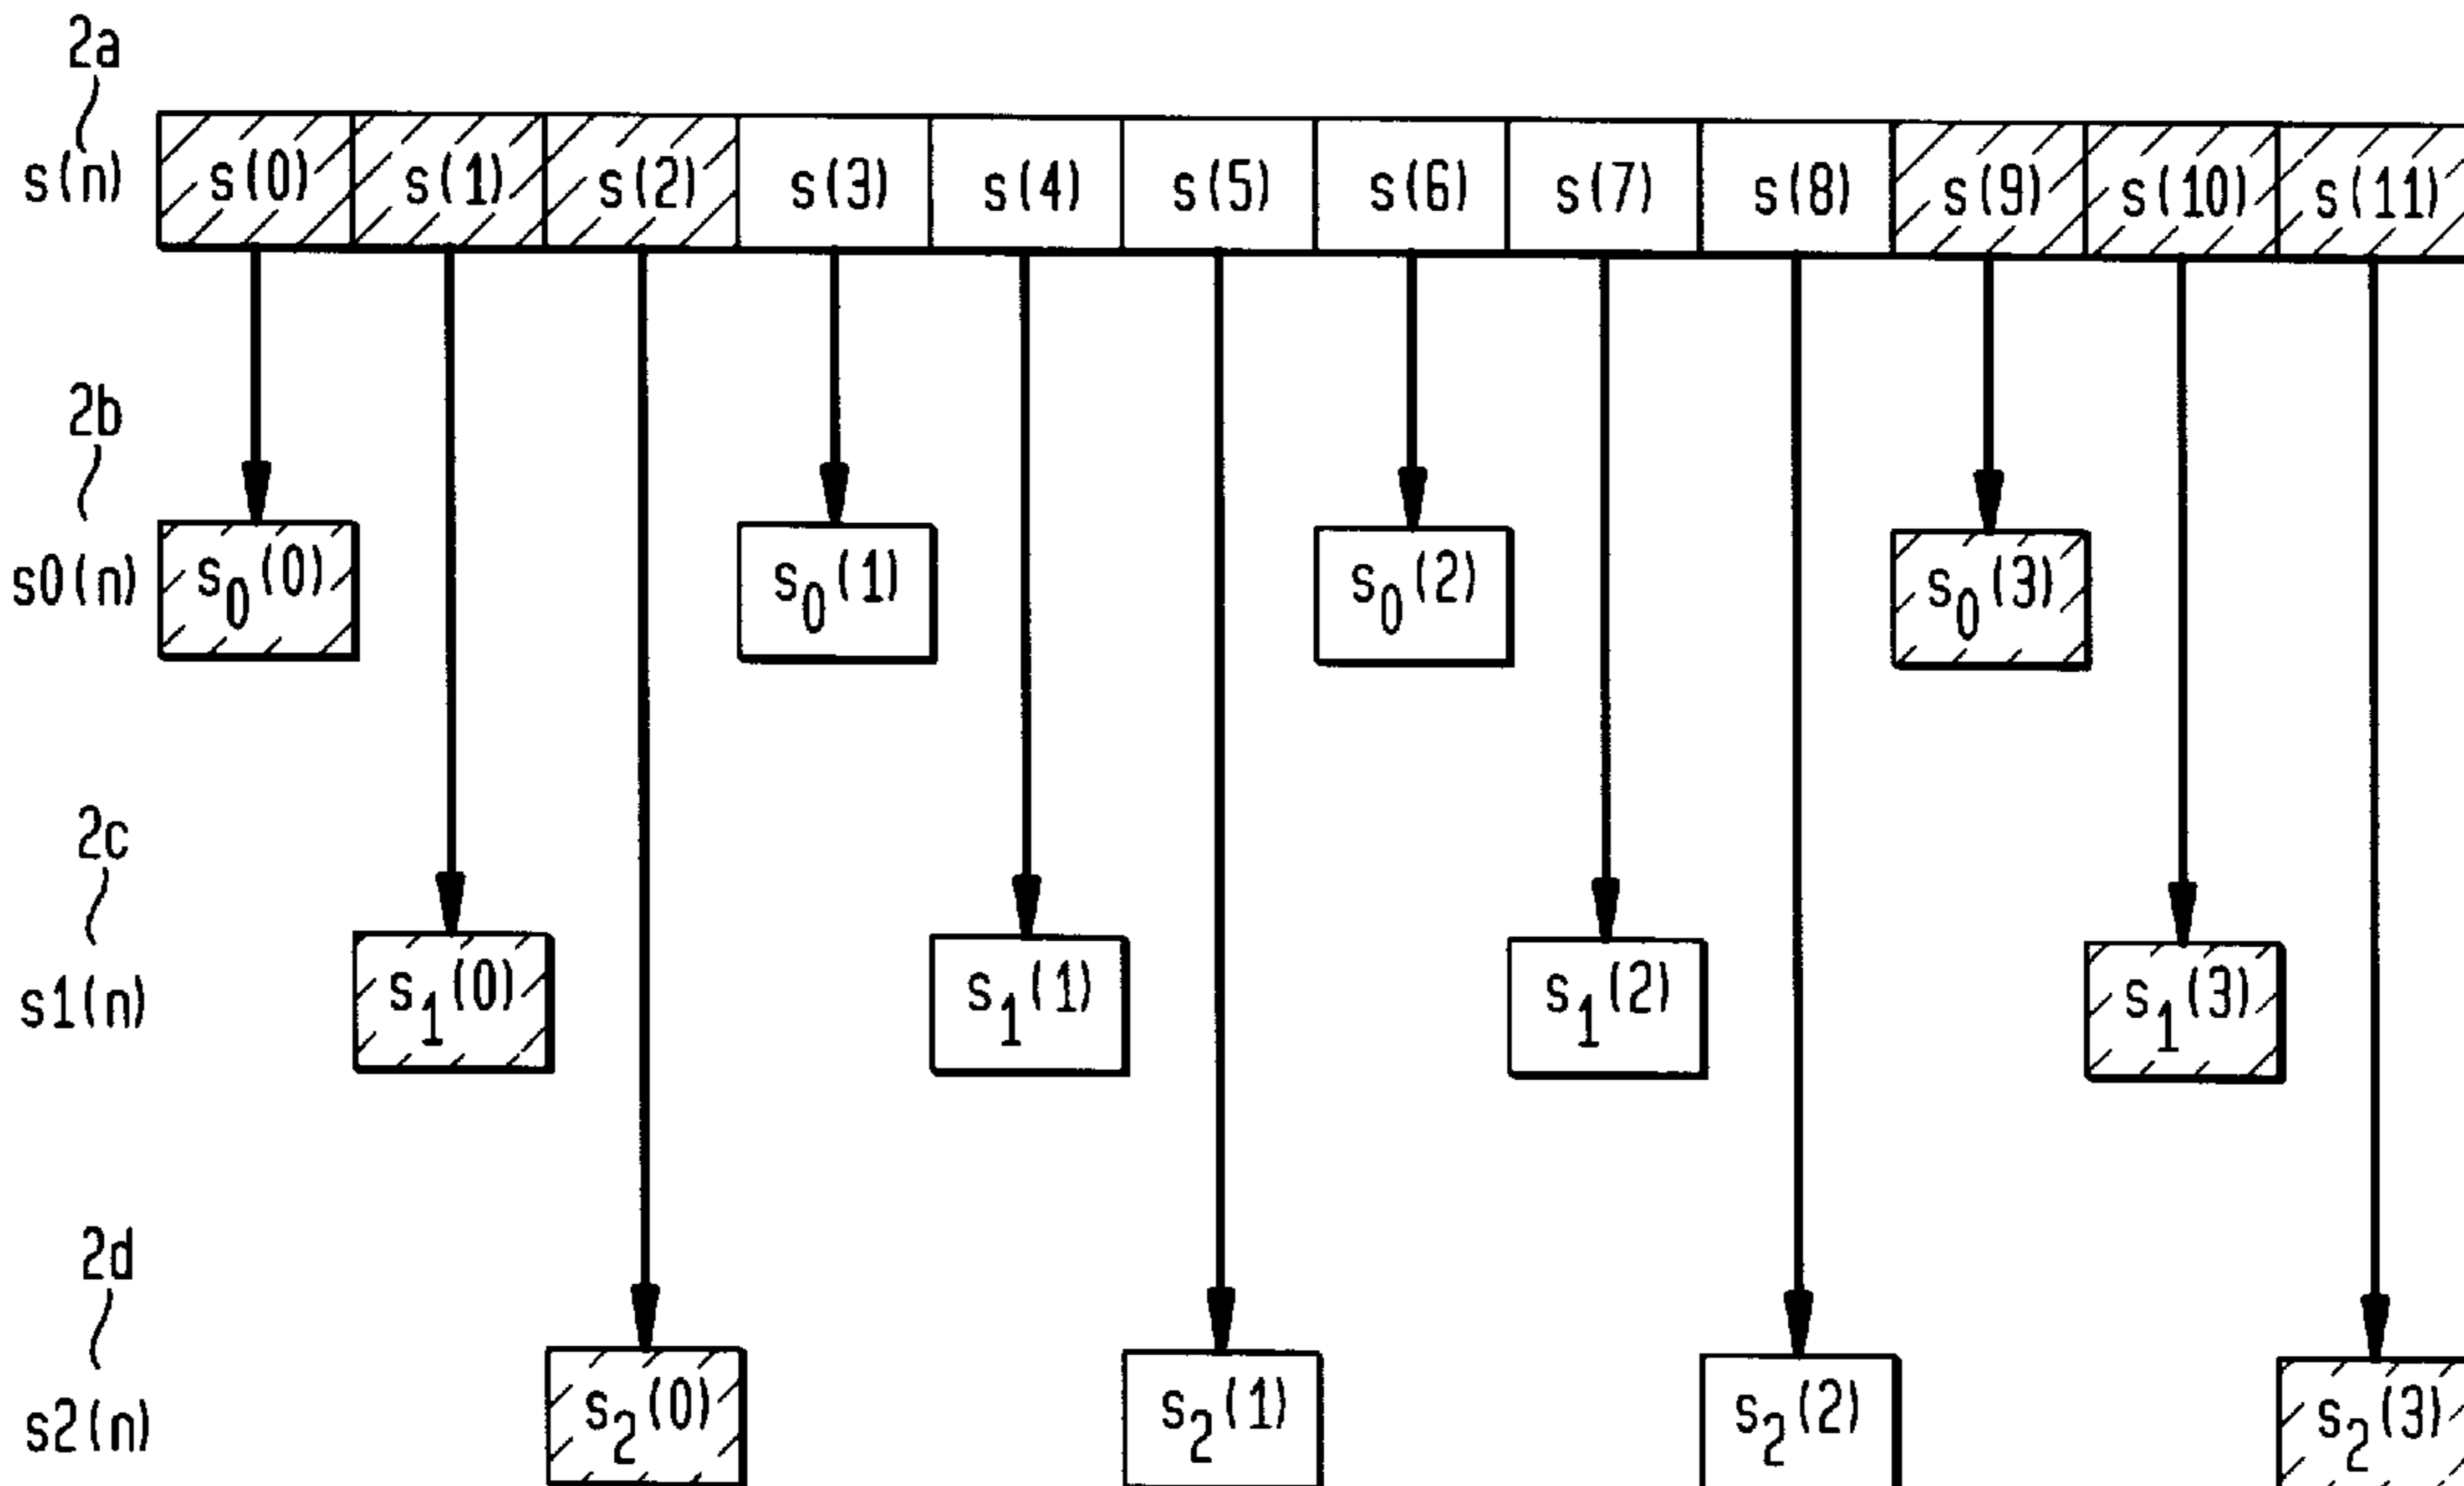 2a
s(n) s(0) s(1) s(2) s(3) s(4) s(5) s(6) s(7) s(8) s(9) s(10) s(11)
2b
s0(n) s₀(0) s₀(1) s₀(2) s₀(3)
2c
s1(n) s₁(0) s₁(1) s₁(2) s₁(3)
2d
s2(n) s₂(0) s₂(1) s₂(2) s₂(3)